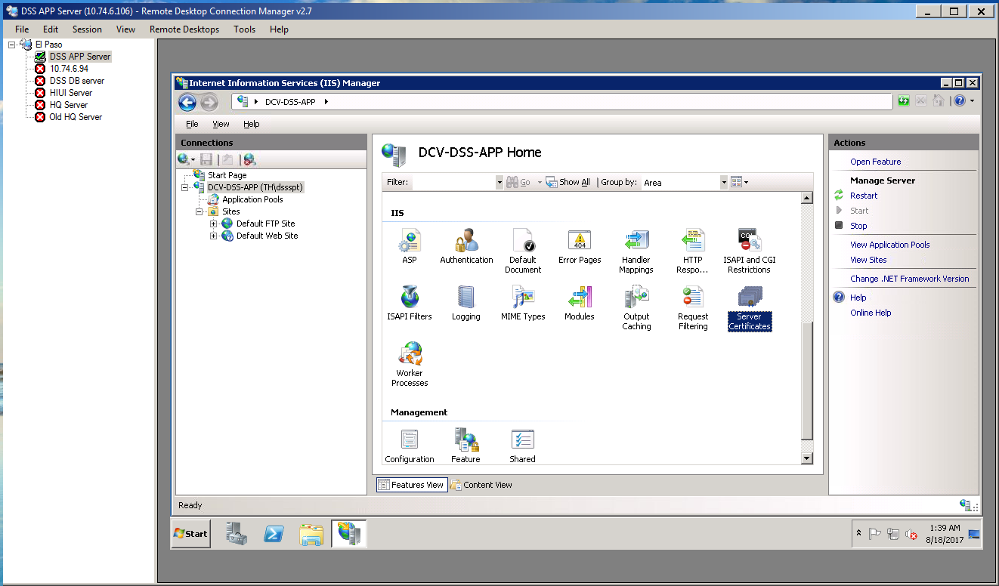 DSS APP Server (10.74.6.106) - Remote Desktop Connection Manager v2.7
File Edit Session View Remote Desktops Tools Help
El Paso
DSS APP Server
10.74.6.94
DSS DB server
HIUI Server
HQ Server
Old HQ Server
Internet Information Services (IIS) Manager
DCV-DSS-APP
File View Help
Connections
Start Page
DCV-DSS-APP (TH\dssspt)
Application Pools
Sites
Default FTP Site
Default Web Site
DCV-DSS-APP Home
Filter: Go Show All Group by: Area
IIS
ASP Authentication Default Error Pages Handler HTTP ISAPI and CGI
Document Mappings Respo... Restrictions
ISAPI Filters Logging MIME Types Modules Output Request Server
Caching Filtering Certificates
Worker
Processes
Management
Configuration Feature Shared
Features View Content View
Actions
Open Feature
Manage Server
Restart
Start
Stop
View Application Pools
View Sites
Change .NET Framework Version
Help
Online Help
Ready
Start
1:39 AM
8/18/2017